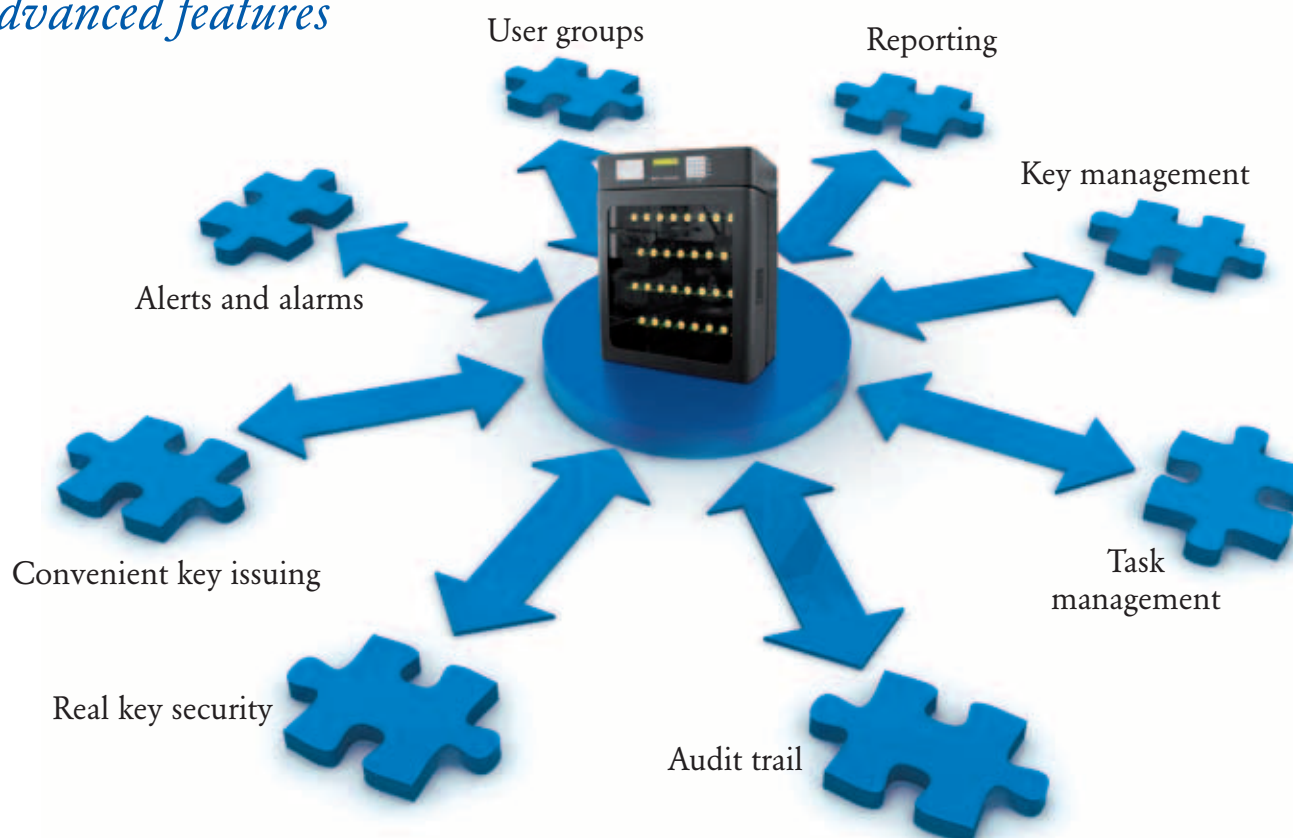 dvanced features
User groups
Reporting
Key management
Alerts and alarms
Convenient key issuing
Task
management
Real key security
Audit trail